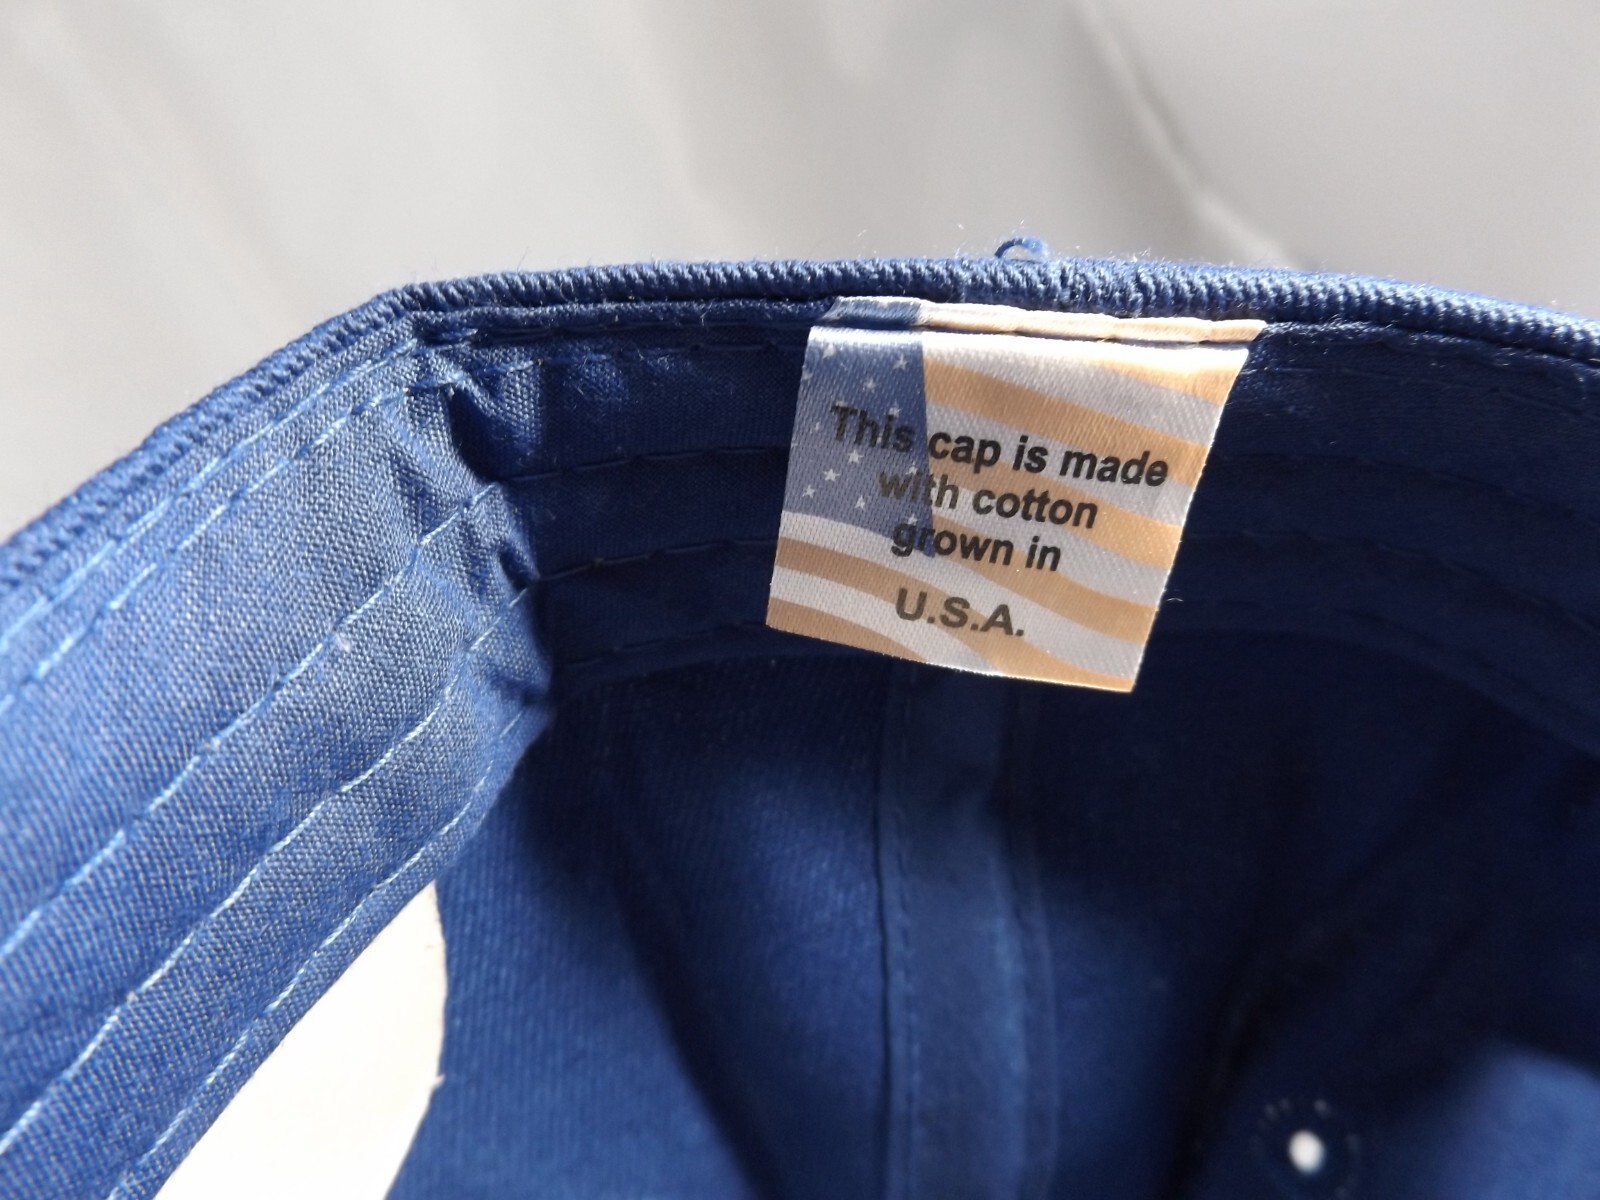 This cap is made
with cotton
grown in
U.S.A.